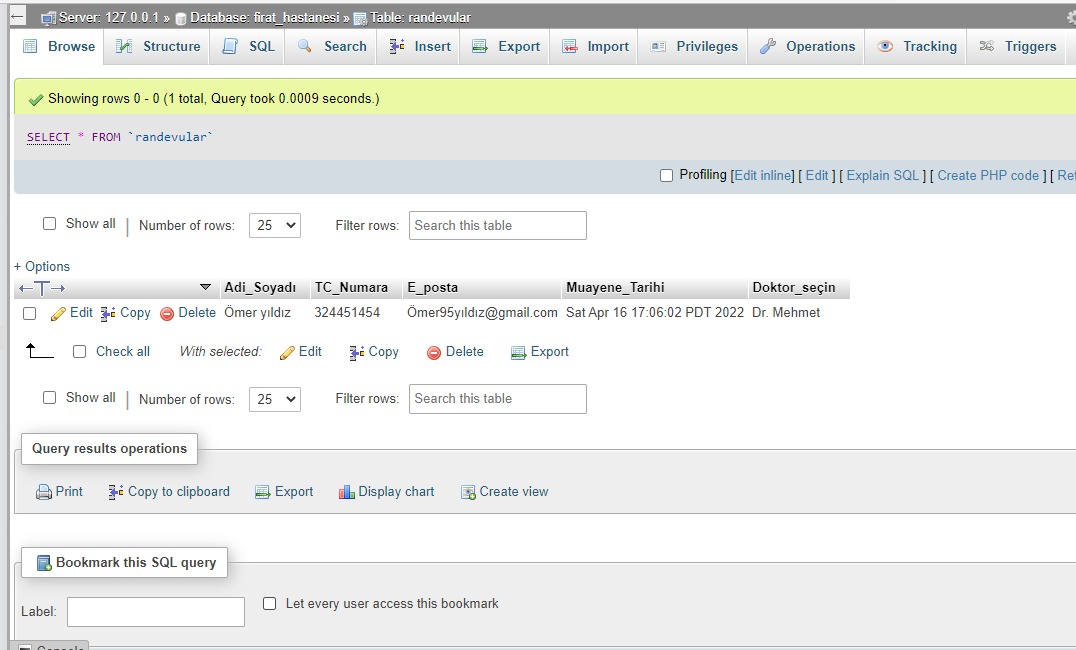 Server: 127.0.0.1 » Database: firat_hastanesi » Table: randevular
Browse Structure SQL Search Insert Export Import Privileges Operations Tracking Triggers
Showing rows 0 - 0 (1 total, Query took 0.0009 seconds.)
SELECT * FROM `randevular`
Profiling [Edit inline] [ Edit ] [ Explain SQL ] [ Create PHP code ] [ Ref
Show all | Number of rows: 25 Filter rows: Search this table
+ Options
←T→ Adi_Soyadı TC_Numara E_posta Muayene_Tarihi Doktor_seçin
Edit Copy Delete Ömer yıldız 324451454 Ömer95yıldız@gmail.com Sat Apr 16 17:06:02 PDT 2022 Dr. Mehmet
Check all With selected: Edit Copy Delete Export
Show all | Number of rows: 25 Filter rows: Search this table
Query results operations
Print Copy to clipboard Export Display chart Create view
Bookmark this SQL query
Label: Let every user access this bookmark
Console